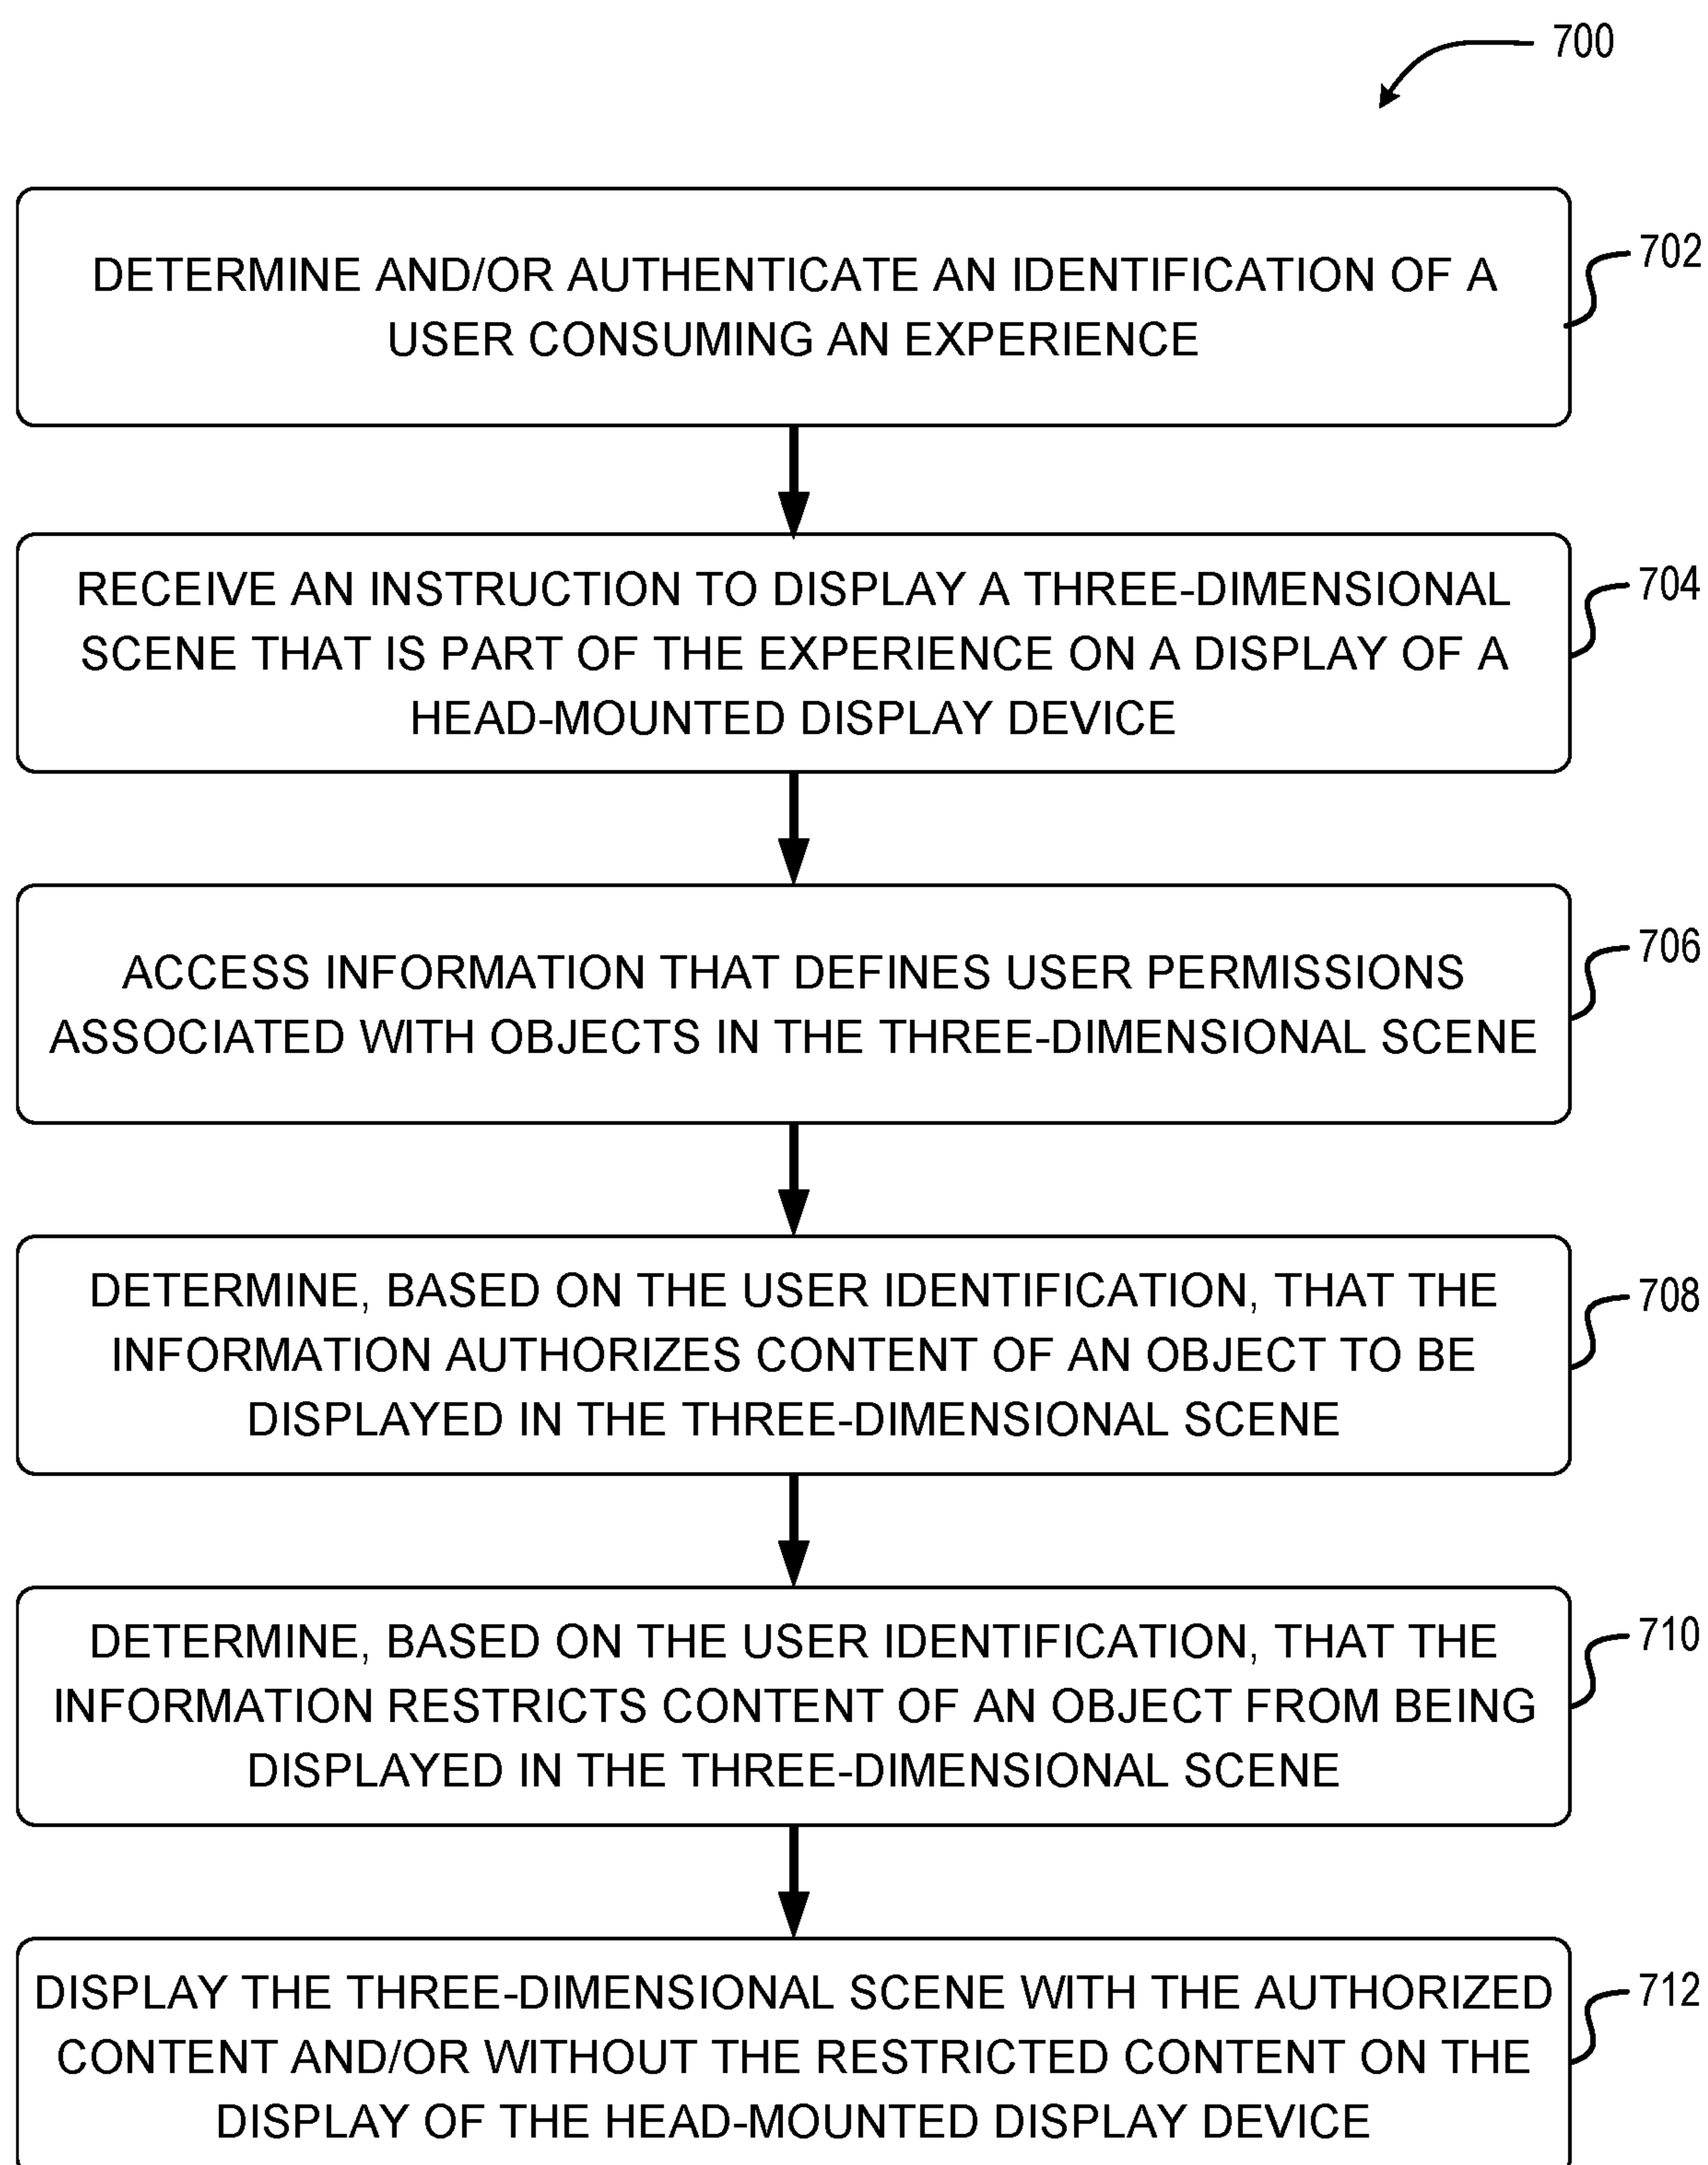 700
DETERMINE AND/OR AUTHENTICATE AN IDENTIFICATION OF A
USER CONSUMING AN EXPERIENCE
702
RECEIVE AN INSTRUCTION TO DISPLAY A THREE-DIMENSIONAL
SCENE THAT IS PART OF THE EXPERIENCE ON A DISPLAY OF A
HEAD-MOUNTED DISPLAY DEVICE
704
ACCESS INFORMATION THAT DEFINES USER PERMISSIONS
ASSOCIATED WITH OBJECTS IN THE THREE-DIMENSIONAL SCENE
706
DETERMINE, BASED ON THE USER IDENTIFICATION, THAT THE
INFORMATION AUTHORIZES CONTENT OF AN OBJECT TO BE
DISPLAYED IN THE THREE-DIMENSIONAL SCENE
708
DETERMINE, BASED ON THE USER IDENTIFICATION, THAT THE
INFORMATION RESTRICTS CONTENT OF AN OBJECT FROM BEING
DISPLAYED IN THE THREE-DIMENSIONAL SCENE
710
DISPLAY THE THREE-DIMENSIONAL SCENE WITH THE AUTHORIZED
CONTENT AND/OR WITHOUT THE RESTRICTED CONTENT ON THE
DISPLAY OF THE HEAD-MOUNTED DISPLAY DEVICE
712